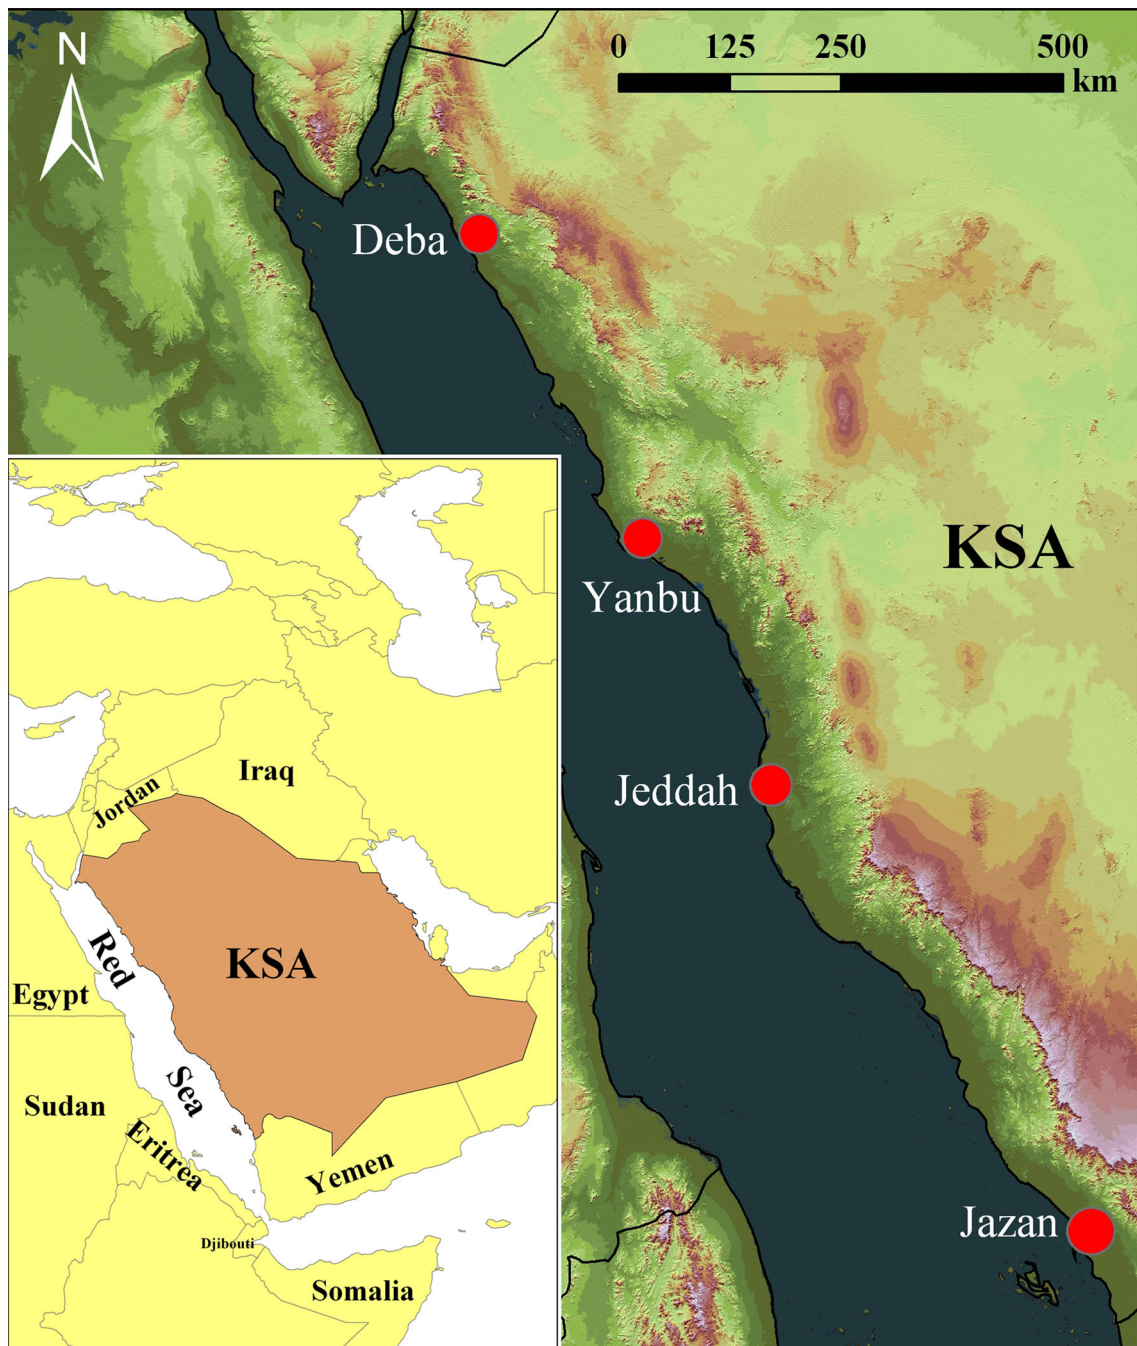 N
0 125 250 500
km
Deba
KSA
Yanbu
Jeddah
Jazan
Iraq
Jordan
KSA
Red
Sea
Egypt
Sudan
Eritrea
Yemen
Djibouti
Somalia